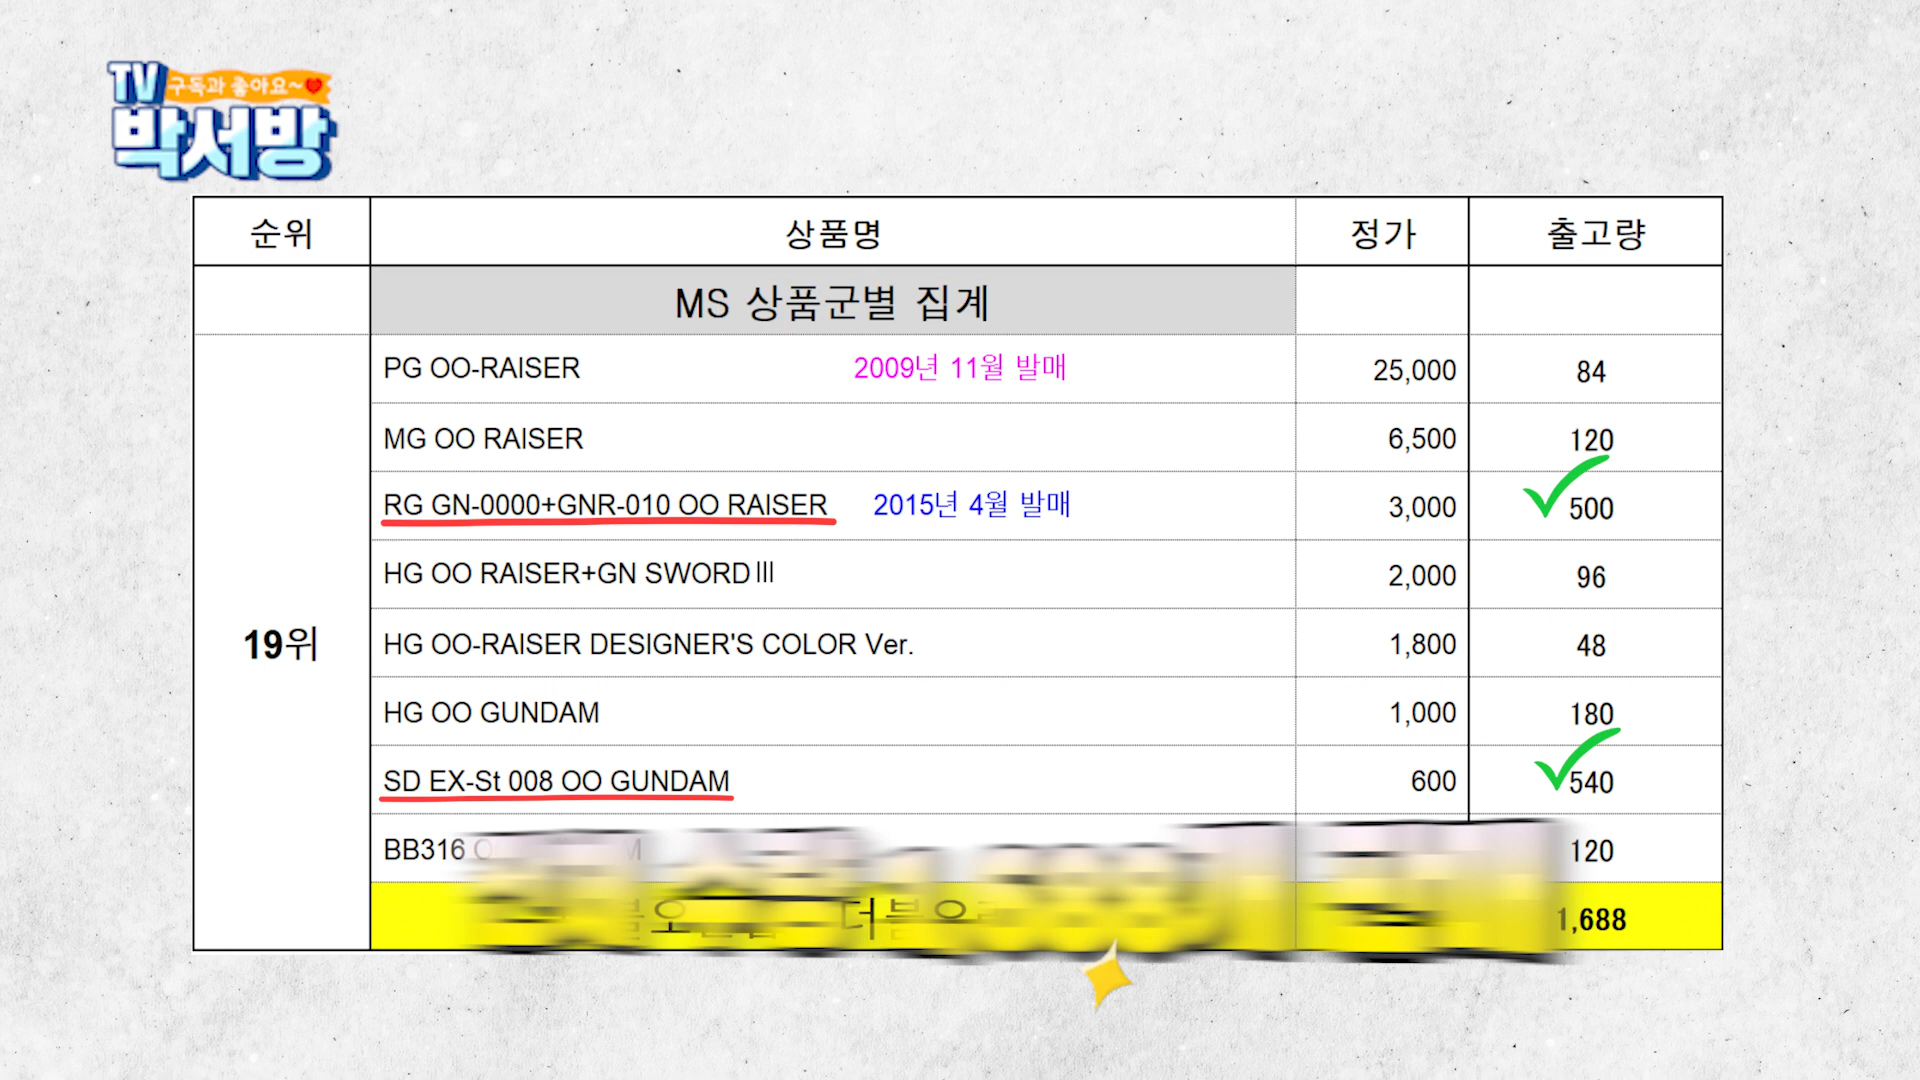 TV 구독과 좋아요~
박서방
순위 상품명 정가 출고량
MS 상품군별 집계
PG OO-RAISER 2009년 11월 발매 25,000 84
MG OO RAISER 6,500 120
RG GN-0000+GNR-010 OO RAISER 2015년 4월 발매 3,000 500
HG OO RAISER+GN SWORDⅢ 2,000 96
19위 HG OO-RAISER DESIGNER'S COLOR Ver. 1,800 48
HG OO GUNDAM 1,000 180
SD EX-St 008 OO GUNDAM 600 540
BB316 120
1,688